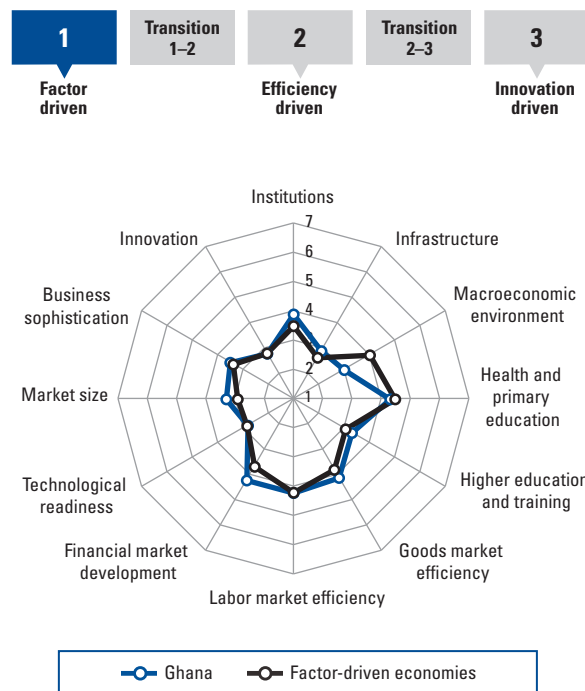 1
Transition
1–2
2
Transition
2–3
3
Factor
driven
Efficiency
driven
Innovation
driven
Institutions
7
Innovation
6
Infrastructure
5
Business
sophistication
4
Macroeconomic
environment
3
2
Market size
1
Health and
primary
education
Technological
readiness
Higher education
and training
Financial market
development
Goods market
efficiency
Labor market efficiency
Ghana
Factor-driven economies